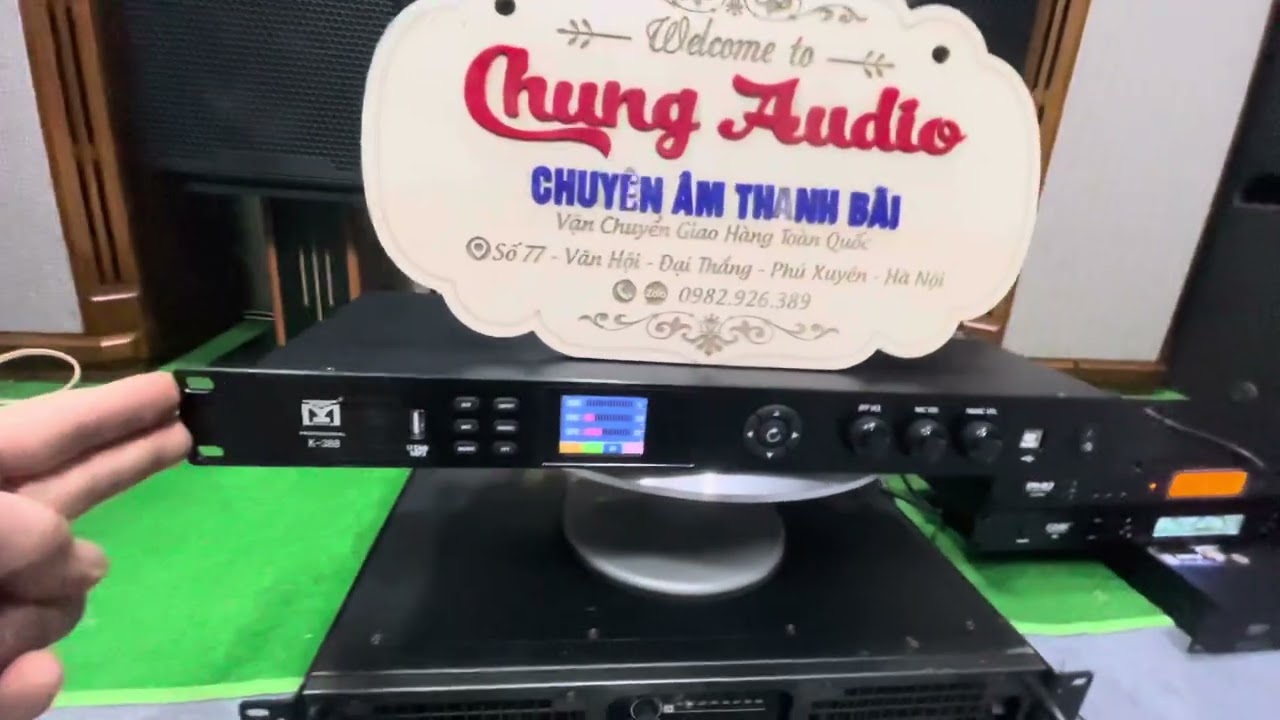 Welcome to
Chung Audio
CHUYÊN ÂM THANH BÃI
Vận Chuyển Giao Hàng Toàn Quốc
Số 77 - Văn Hội - Đại Thắng - Phú Xuyên - Hà Nội
Zalo 0982.926.389
K-388